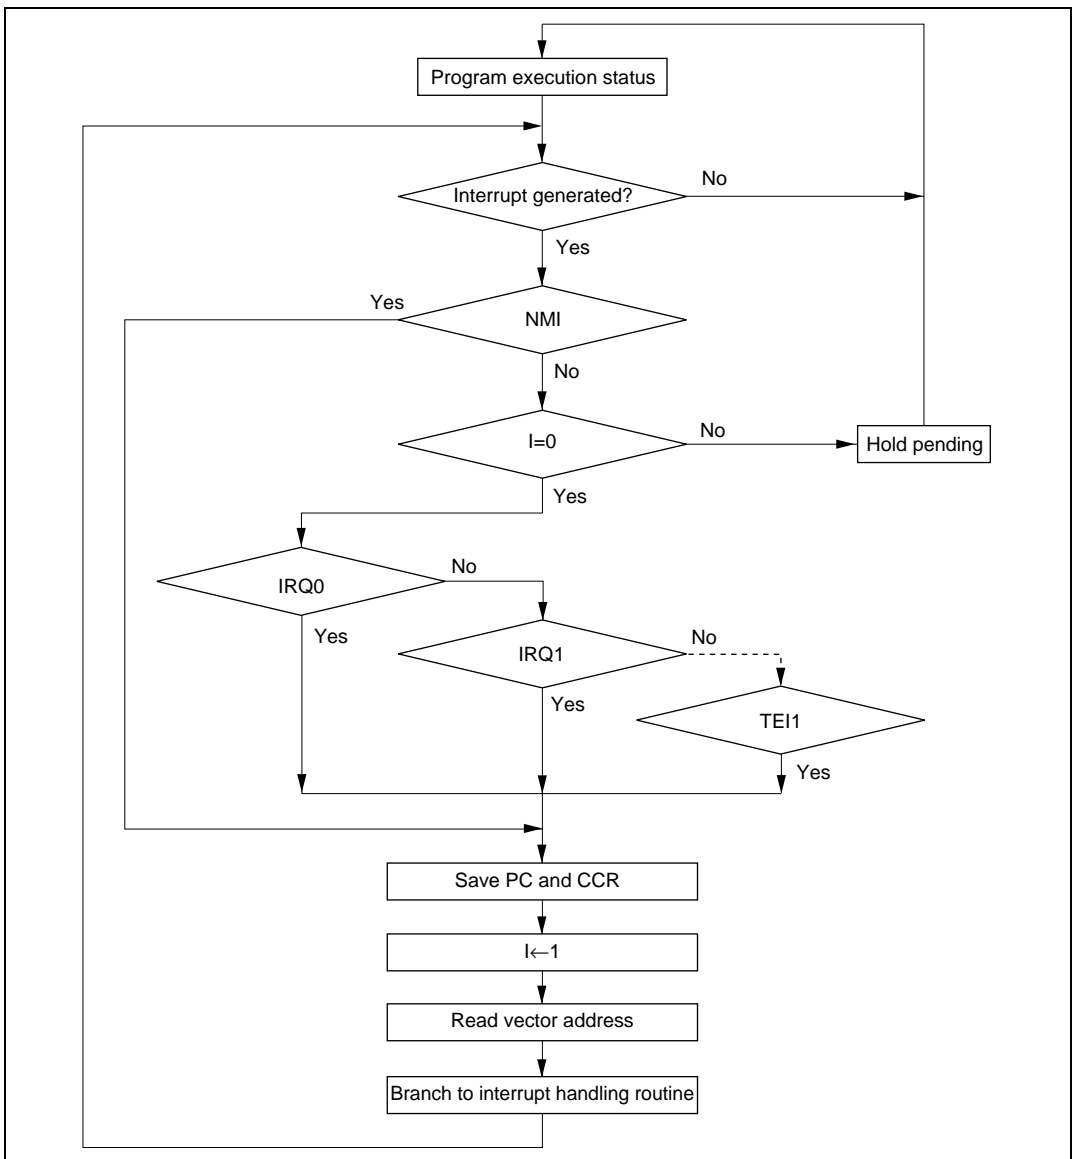 Program execution status
Interrupt generated?
No
Yes
Yes
NMI
No
I=0
No
Hold pending
Yes
IRQ0
No
Yes
IRQ1
No
Yes
TEI1
Yes
Save PC and CCR
I←1
Read vector address
Branch to interrupt handling routine